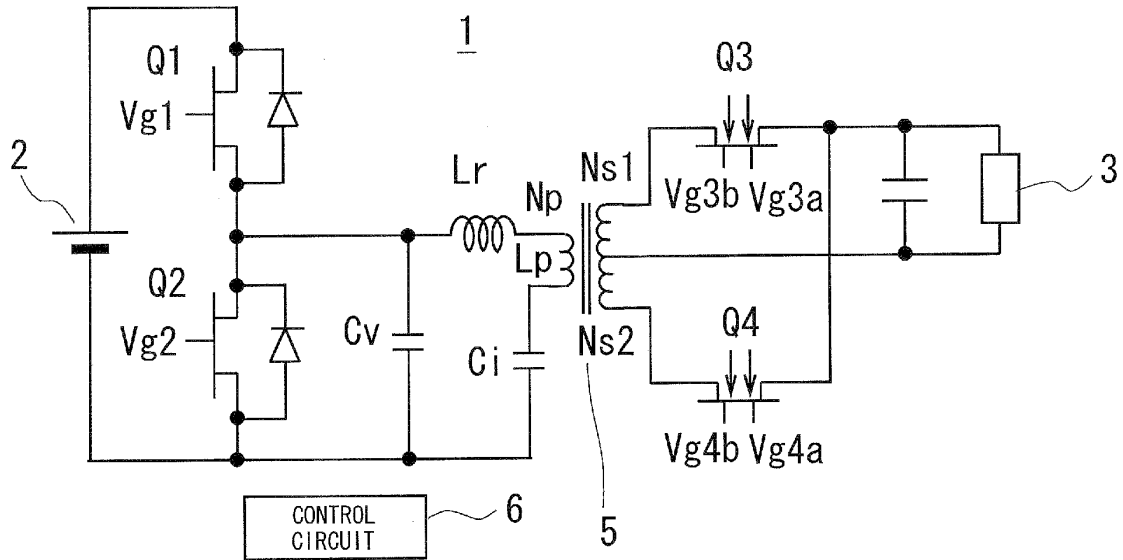 1
Q1
Vg1
2
Q2
Vg2
Cv
Lr
Np
Lp
Ci
Ns1
Ns2
Q3
Vg3b Vg3a
3
Q4
Vg4b Vg4a
5
CONTROL
CIRCUIT
6